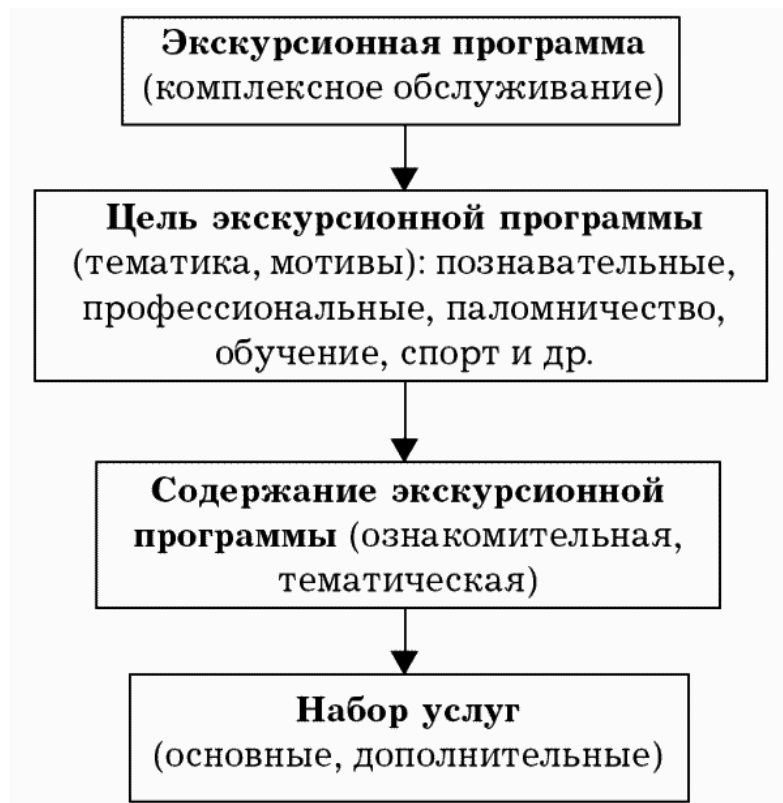 Экскурсионная программа
(комплексное обслуживание)
Цель экскурсионной программы
(тематика, мотивы): познавательные,
профессиональные, паломничество,
обучение, спорт и др.
Содержание экскурсионной
программы (ознакомительная,
тематическая)
Набор услуг
(основные, дополнительные)